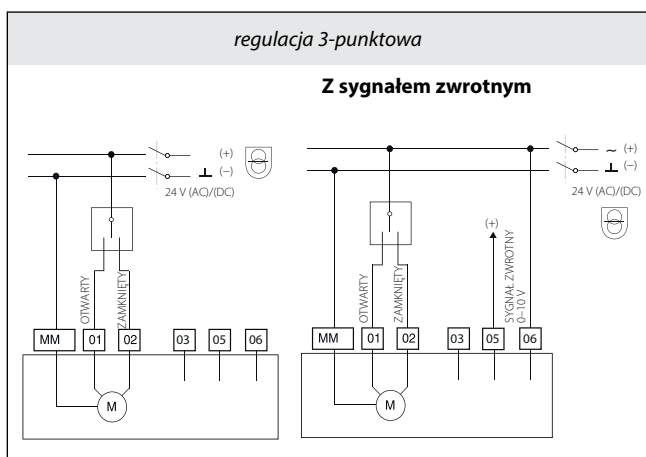 regulacja 3-punktowa
Z sygnałem zwrotnym
(+)
(−)
24 V (AC)/(DC)
OTWARTY
ZAMKNIĘTY
MM 01 02 03 05 06
M
~ (+)
(−)
24 V (AC)/(DC)
(+)
OTWARTY
ZAMKNIĘTY
SYGNAŁ ZWROTNY
0–10 V
MM 01 02 03 05 06
M